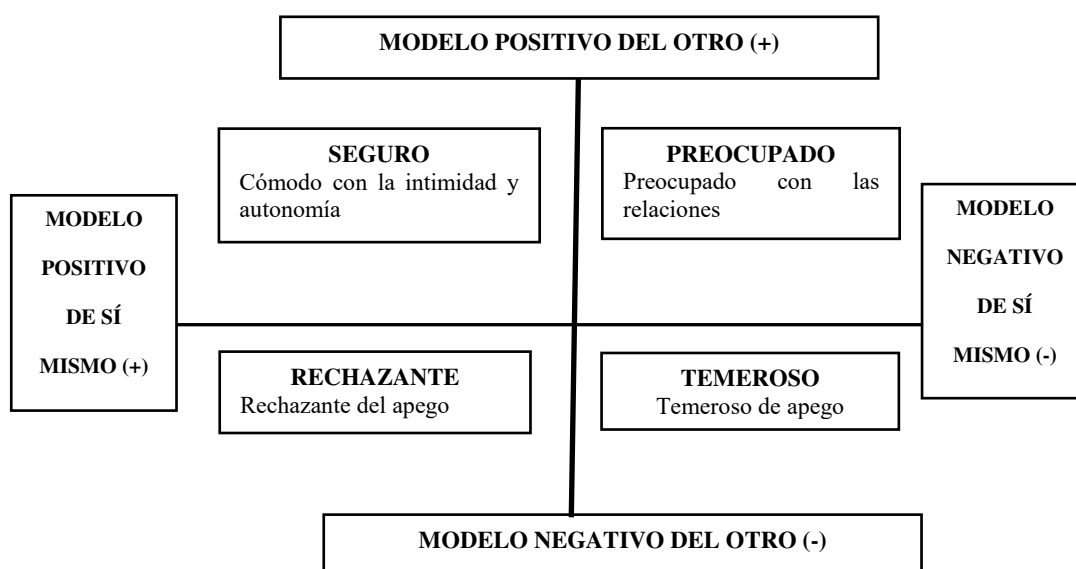 MODELO POSITIVO DEL OTRO (+)
SEGURO
Cómodo con la intimidad y
autonomía
PREOCUPADO
Preocupado con las
relaciones
MODELO
POSITIVO
DE SÍ
MISMO (+)
MODELO
NEGATIVO
DE SÍ
MISMO (-)
RECHAZANTE
Rechazante del apego
TEMEROSO
Temeroso de apego
MODELO NEGATIVO DEL OTRO (-)